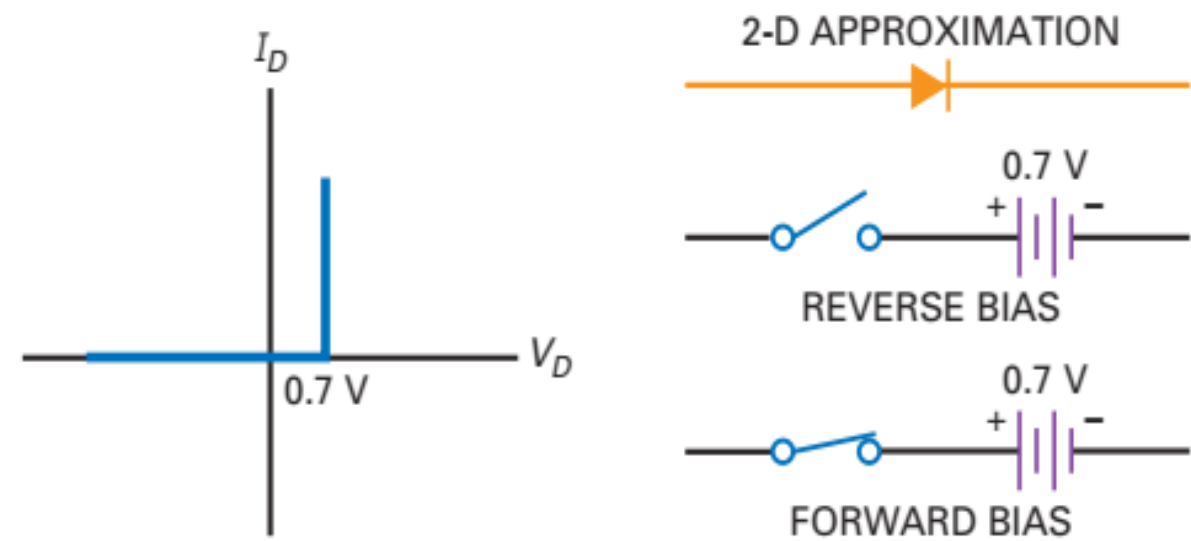 I_D
V_D
0.7 V
2-D APPROXIMATION
0.7 V
+ −
REVERSE BIAS
0.7 V
+ −
FORWARD BIAS